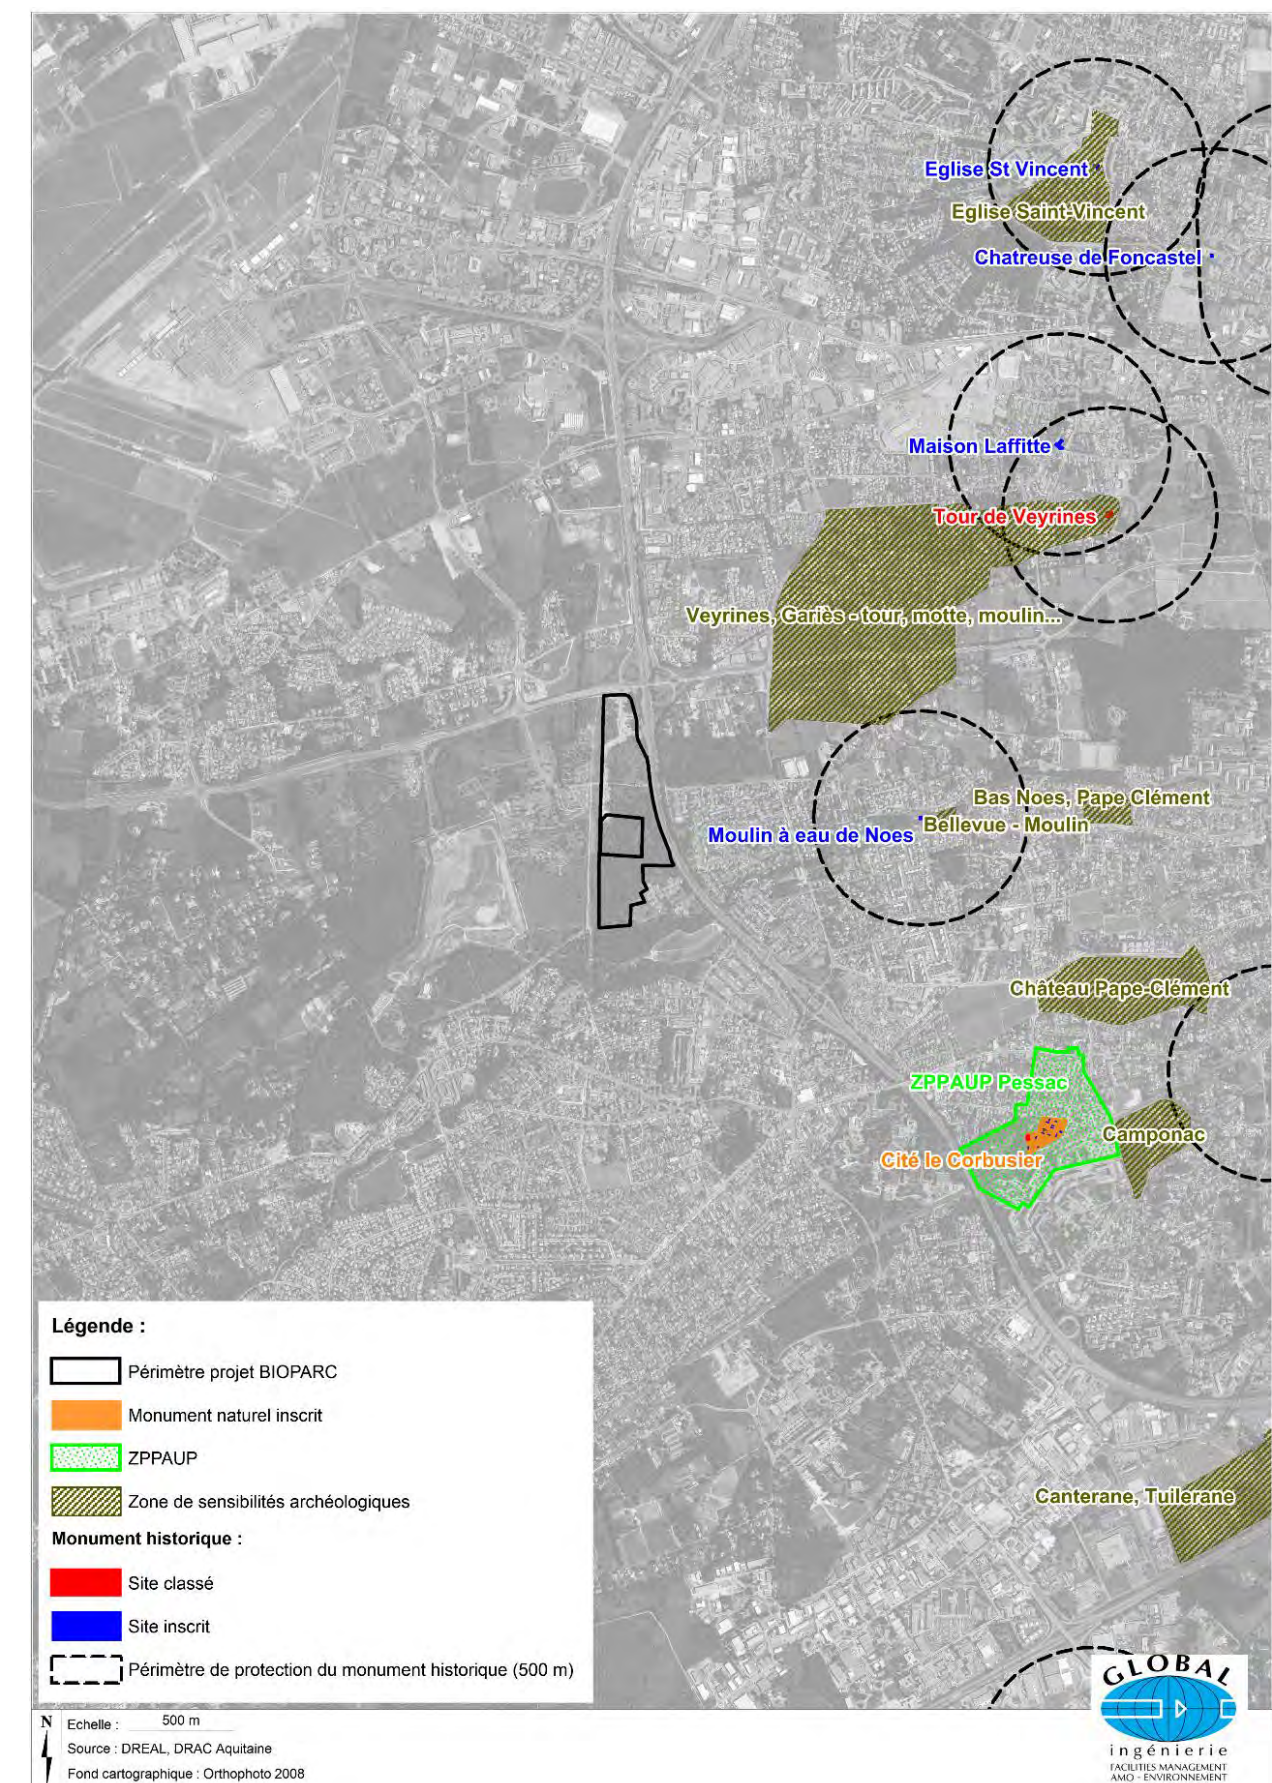 Eglise St Vincent
Eglise Saint-Vincent
Chatreuse de Foncastel
Maison Laffitte
Tour de Veyrines
Veyrines, Gariès - tour, motte, moulin...
Bas Noes, Pape Clément
Bellevue - Moulin
Moulin à eau de Noes
Château Pape-Clément
ZPPAUP Pessac
Camponac
Cité le Corbusier
Canterane, Tuilerane
Légende :
Périmètre projet BIOPARC
Monument naturel inscrit
ZPPAUP
Zone de sensibilités archéologiques
Monument historique :
Site classé
Site inscrit
Périmètre de protection du monument historique (500 m)
N
Echelle : 500 m
Source : DREAL, DRAC Aquitaine
Fond cartographique : Orthophoto 2008
GLOBAL
ingénierie
FACILITIES MANAGEMENT
AMO - ENVIRONNEMENT